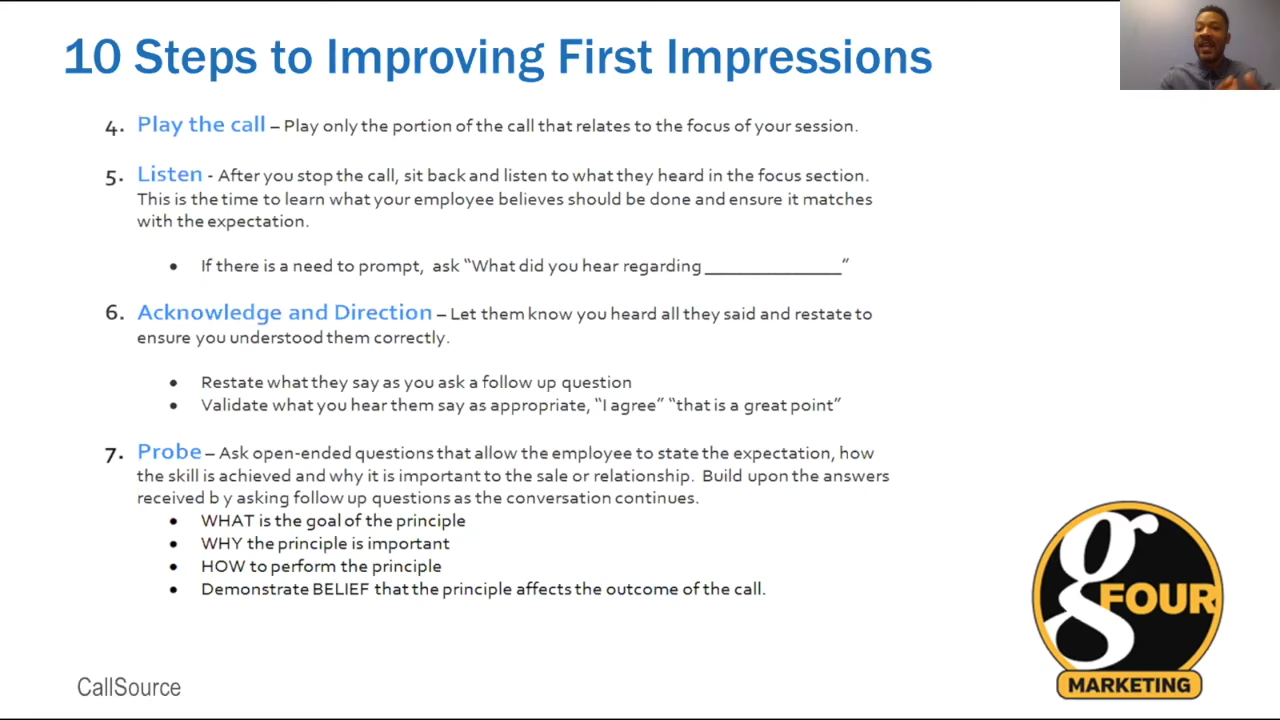 10 Steps to Improving First Impressions
4. Play the call – Play only the portion of the call that relates to the focus of your session.
5. Listen - After you stop the call, sit back and listen to what they heard in the focus section.
This is the time to learn what your employee believes should be done and ensure it matches
with the expectation.
• If there is a need to prompt, ask “What did you hear regarding ______________”
6. Acknowledge and Direction – Let them know you heard all they said and restate to
ensure you understood them correctly.
• Restate what they say as you ask a follow up question
• Validate what you hear them say as appropriate, “I agree” “that is a great point”
7. Probe – Ask open-ended questions that allow the employee to state the expectation, how
the skill is achieved and why it is important to the sale or relationship. Build upon the answers
received b y asking follow up questions as the conversation continues.
• WHAT is the goal of the principle
• WHY the principle is important
• HOW to perform the principle
• Demonstrate BELIEF that the principle affects the outcome of the call.
g FOUR
MARKETING
CallSource